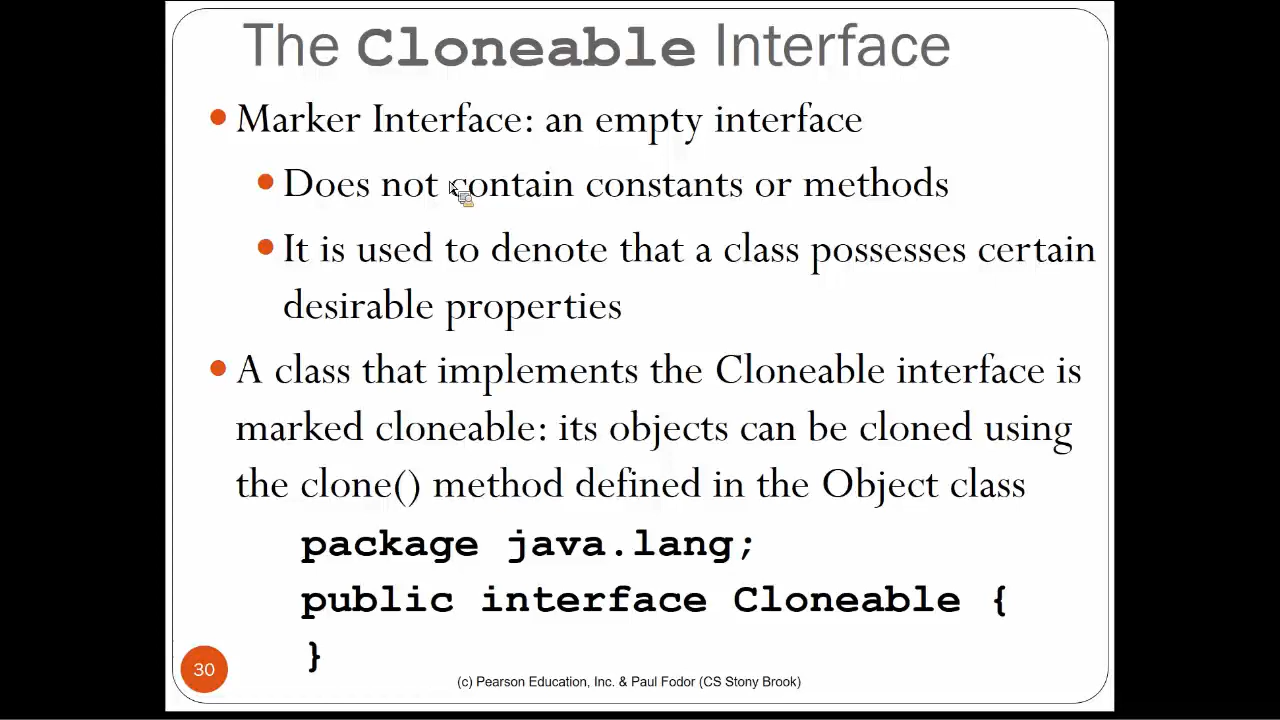 The Cloneable Interface
Marker Interface: an empty interface
Does not contain constants or methods
It is used to denote that a class possesses certain
desirable properties
A class that implements the Cloneable interface is
marked cloneable: its objects can be cloned using
the clone() method defined in the Object class
package java.lang;
public interface Cloneable {
}
30
(c) Pearson Education, Inc. & Paul Fodor (CS Stony Brook)